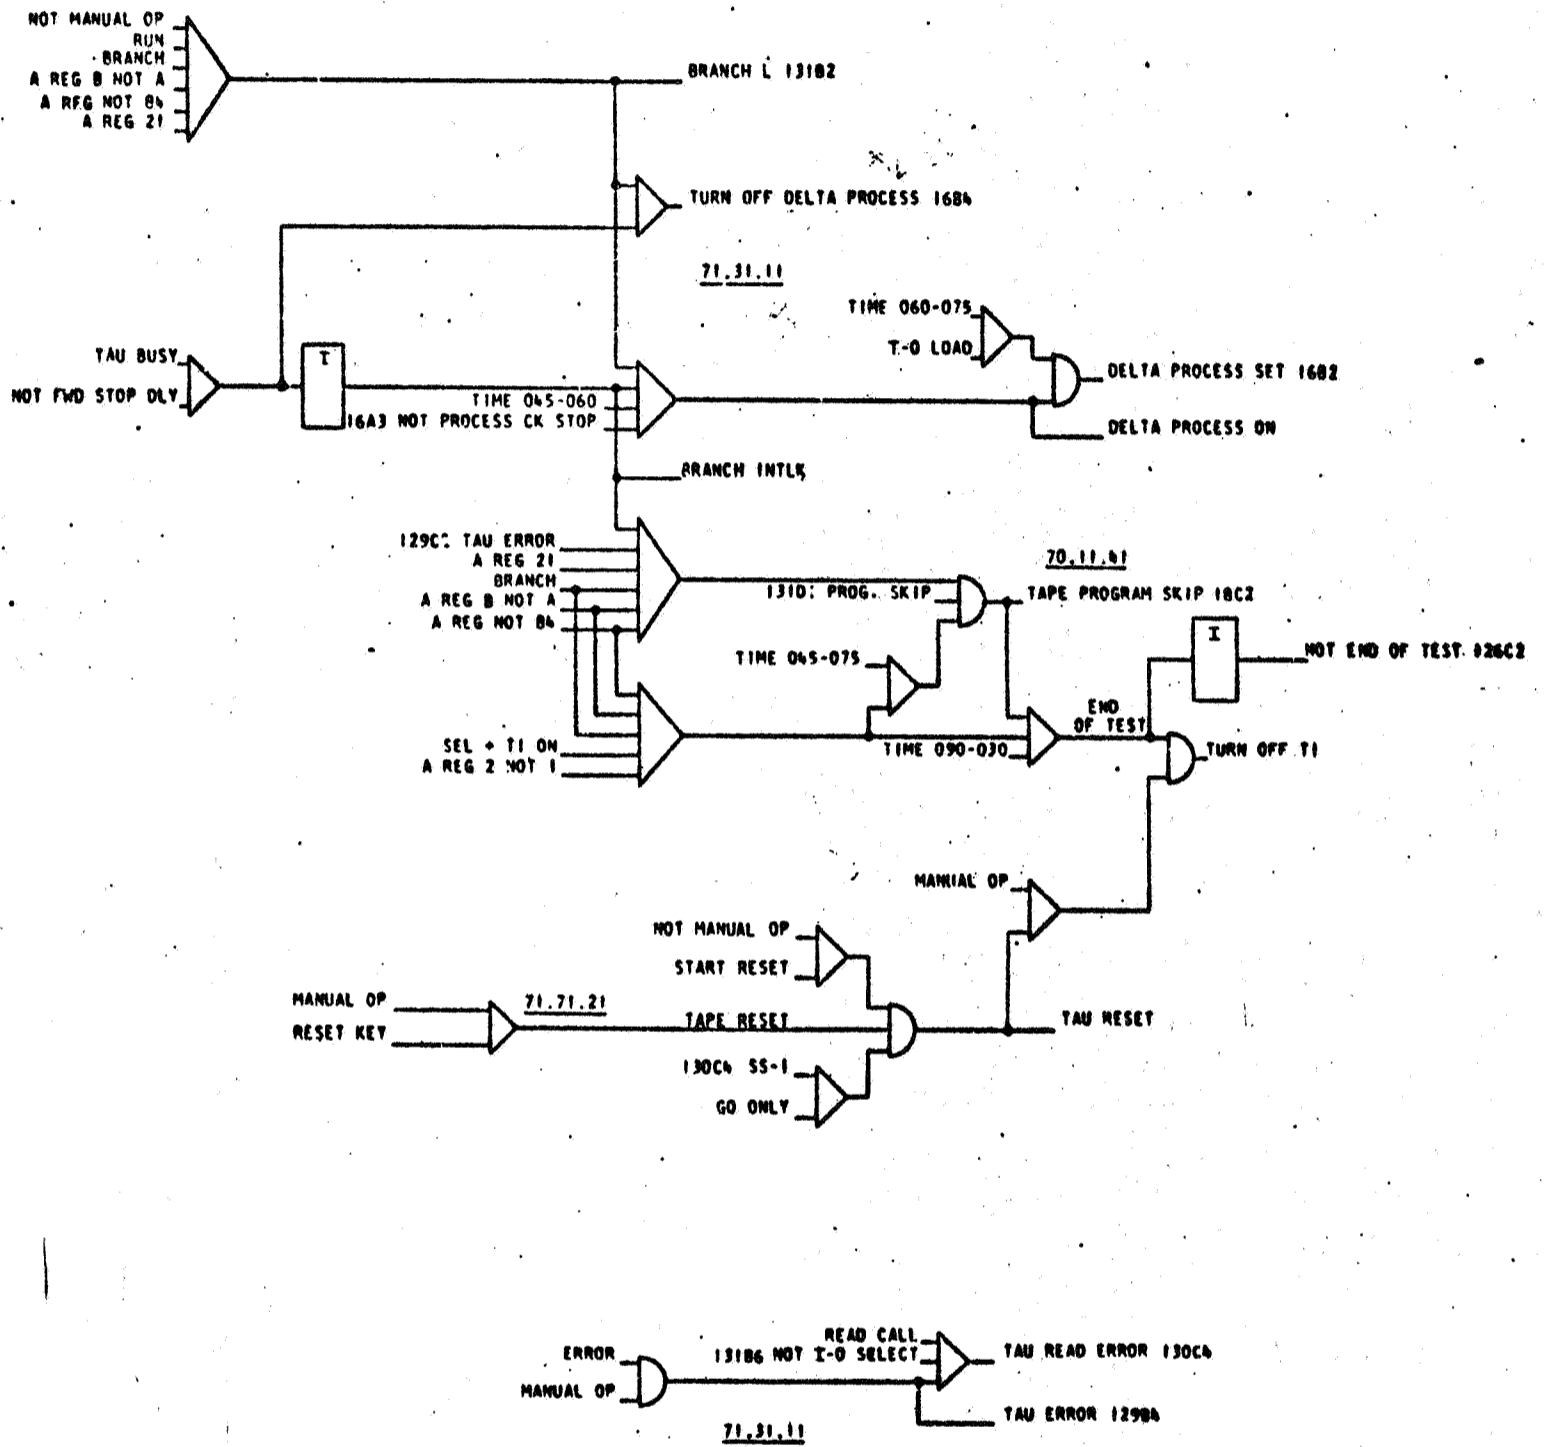 NOT MANUAL OP
RUN
BRANCH
A REG B NOT A
A REG NOT 84
A REG 21
BRANCH L 131B2
TURN OFF DELTA PROCESS 16B4
71.31.11
TIME 060-075
I-O LOAD
TAU BUSY
NOT FWD STOP DLY
I
DELTA PROCESS SET 16B2
TIME 045-060
16A3 NOT PROCESS CK STOP
DELTA PROCESS ON
BRANCH INTLK
129C: TAU ERROR
A REG 21
BRANCH
A REG B NOT A
A REG NOT 84
70.11.41
131D: PROG. SKIP
TAPE PROGRAM SKIP 18C2
TIME 045-075
I
NOT END OF TEST 126C2
END
OF TEST
SEL + TI ON
A REG 2 NOT 1
TIME 090-030
TURN OFF TI
MANUAL OP
NOT MANUAL OP
START RESET
MANUAL OP
RESET KEY
71.71.21
TAPE RESET
TAU RESET
130C4 SS-1
GO ONLY
READ CALL
131B6 NOT I-O SELECT
TAU READ ERROR 130C4
ERROR
MANUAL OP
TAU ERROR 129B4
71.31.11